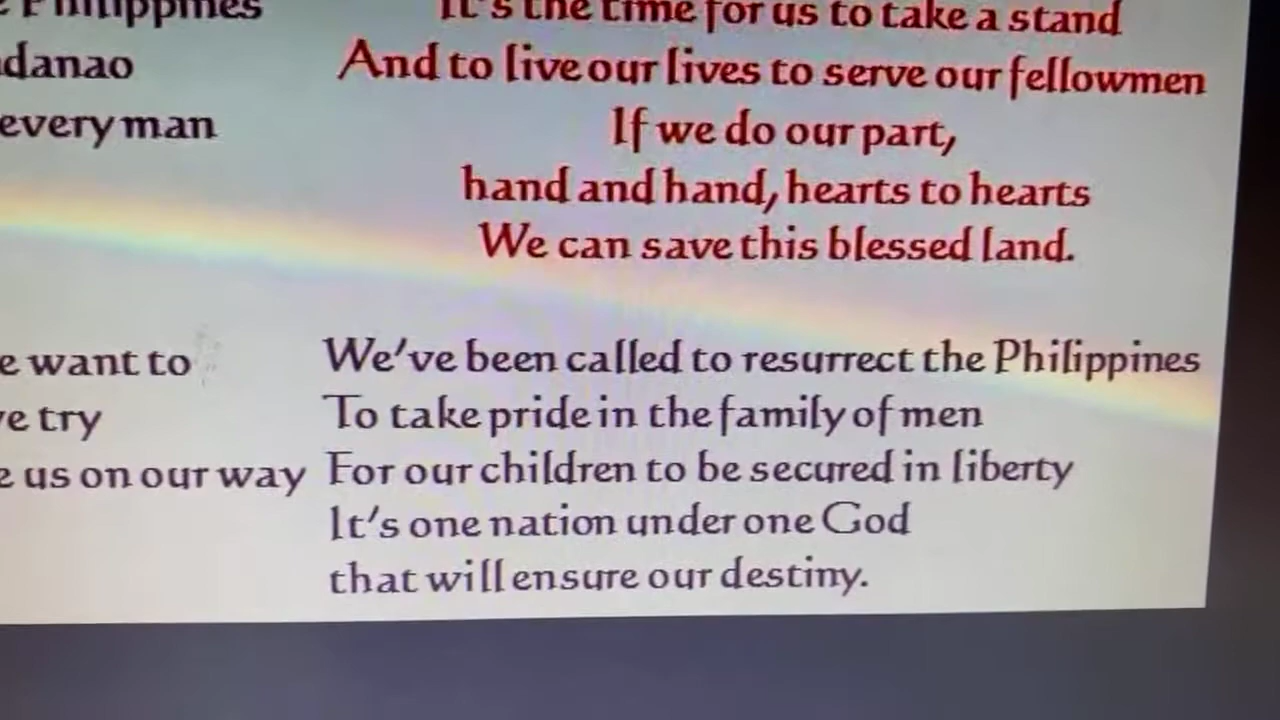 Philippines
danao
every man
e want to
e try
us on our way
It's the time for us to take a stand
And to live our lives to serve our fellowmen
If we do our part,
hand and hand, hearts to hearts
We can save this blessed land.
We've been called to resurrect the Philippines
To take pride in the family of men
For our children to be secured in liberty
It's one nation under one God
that will ensure our destiny.